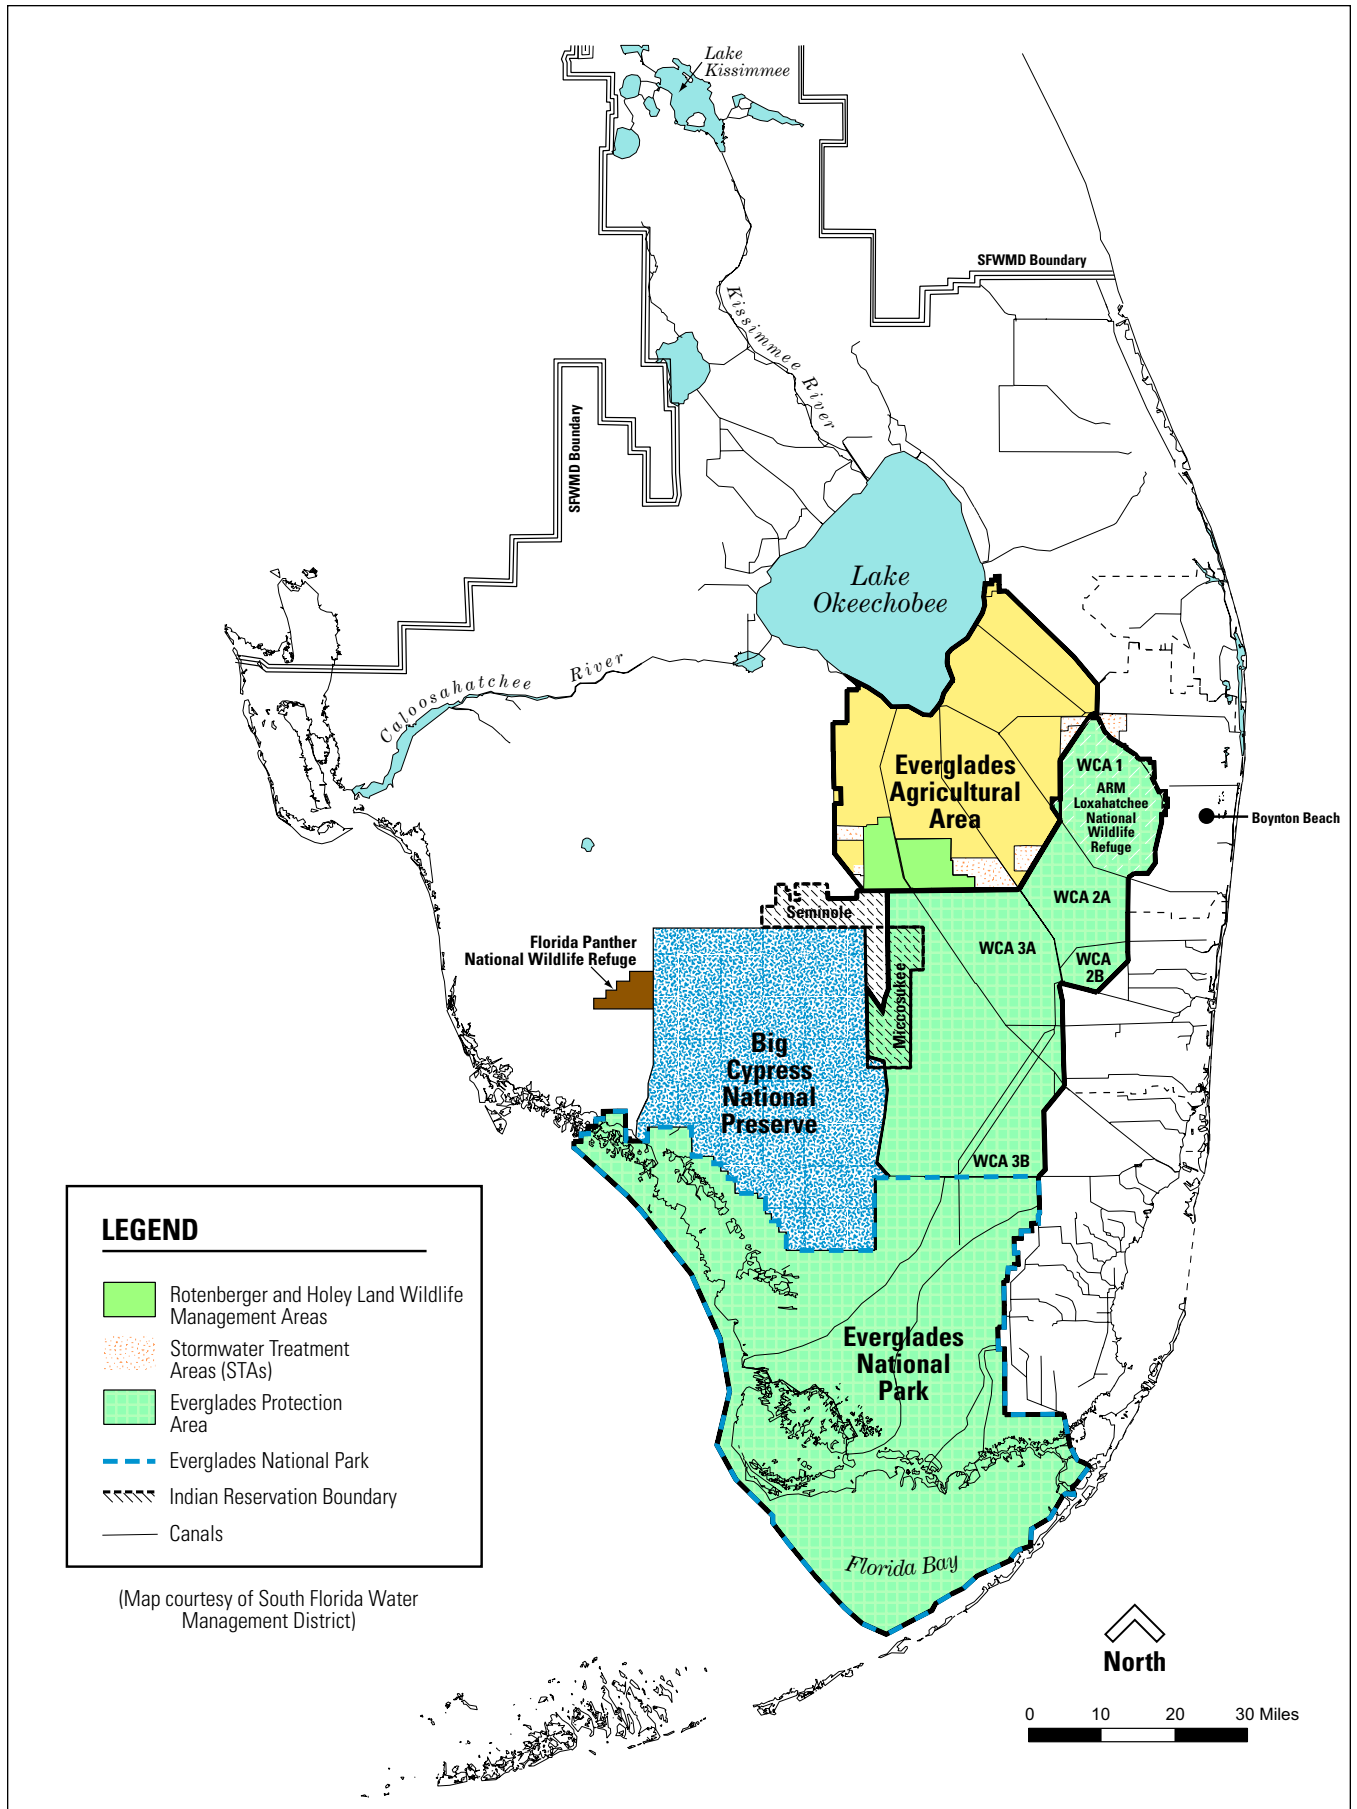 Lake
Kissimmee
SFWMD Boundary
Kissimmee River
SFWMD Boundary
Lake
Okeechobee
Caloosahatchee River
Everglades
Agricultural
Area
WCA 1
ARM
Loxahatchee
National
Wildlife
Refuge
Boynton Beach
WCA 2A
Seminole
Florida Panther
National Wildlife Refuge
WCA 3A
WCA
2B
Miccosukee
Big
Cypress
National
Preserve
WCA 3B
LEGEND
Rotenberger and Holey Land Wildlife
Management Areas
Stormwater Treatment
Areas (STAs)
Everglades Protection
Area
Everglades National Park
Indian Reservation Boundary
Canals
Everglades
National
Park
Florida Bay
(Map courtesy of South Florida Water
Management District)
North
0 10 20 30 Miles